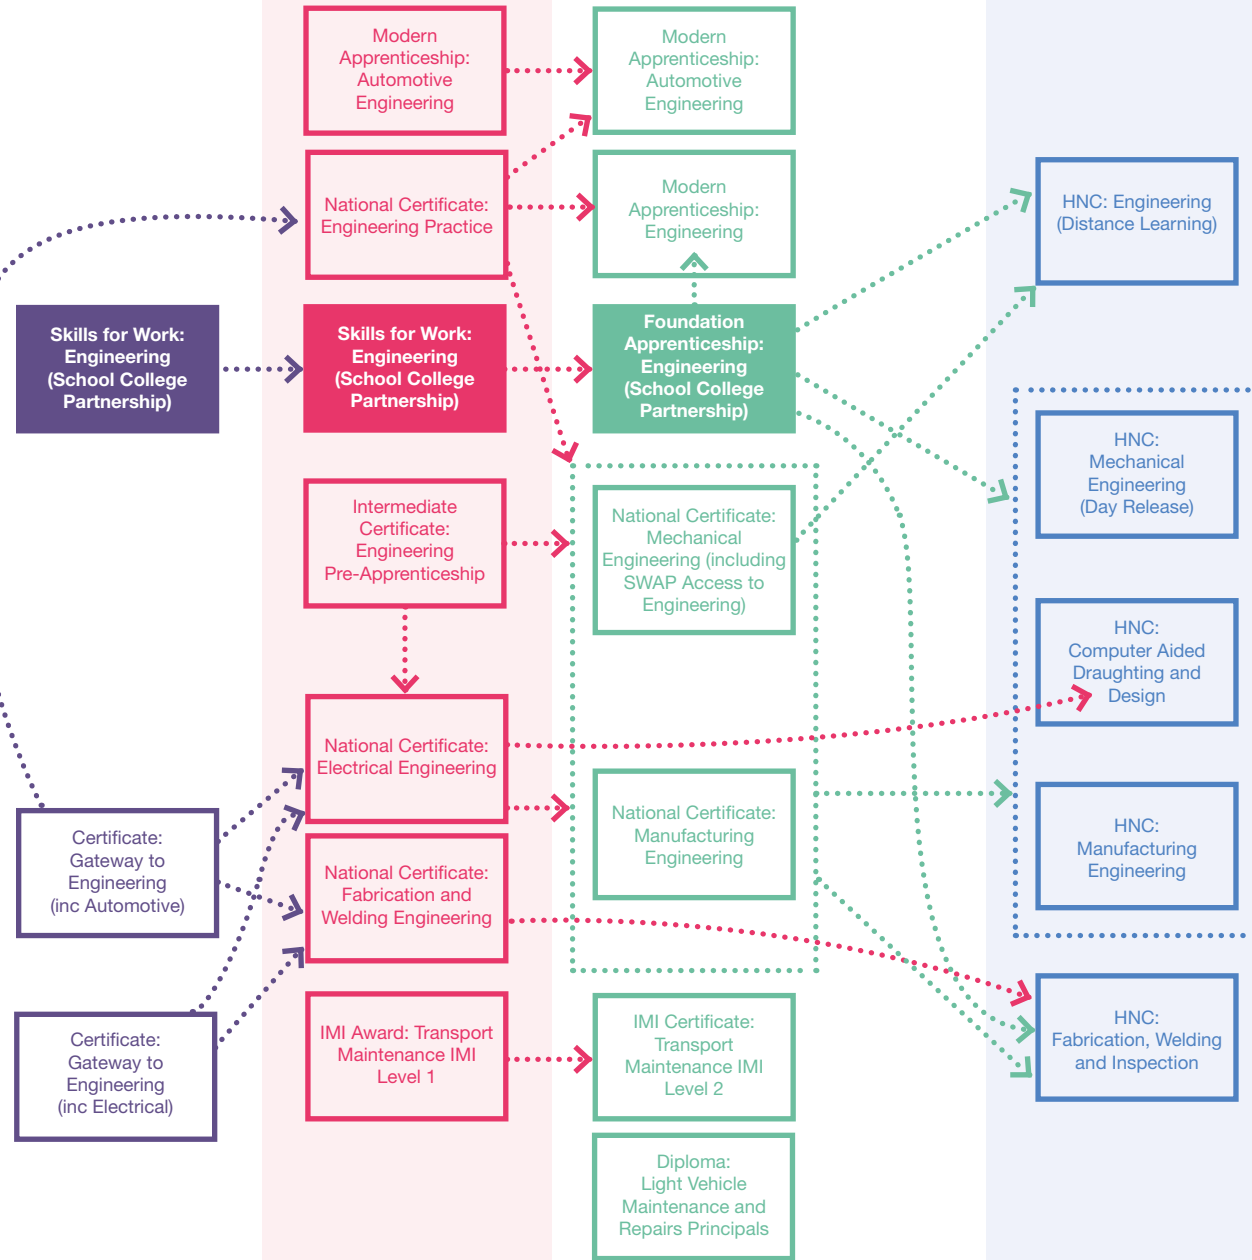 Modern
Apprenticeship:
Automotive
Engineering
Modern
Apprenticeship:
Automotive
Engineering
National Certificate:
Engineering Practice
Modern
Apprenticeship:
Engineering
HNC: Engineering
(Distance Learning)
Skills for Work:
Engineering
(School College
Partnership)
Skills for Work:
Engineering
(School College
Partnership)
Foundation
Apprenticeship:
Engineering
(School College
Partnership)
HNC:
Mechanical
Engineering
(Day Release)
Intermediate
Certificate:
Engineering
Pre-Apprenticeship
National Certificate:
Mechanical
Engineering (including
SWAP Access to
Engineering)
HNC:
Computer Aided
Draughting and
Design
National Certificate:
Electrical Engineering
National Certificate:
Manufacturing
Engineering
HNC:
Manufacturing
Engineering
Certificate:
Gateway to
Engineering
(inc Automotive)
National Certificate:
Fabrication and
Welding Engineering
HNC:
Fabrication, Welding
and Inspection
Certificate:
Gateway to
Engineering
(inc Electrical)
IMI Award: Transport
Maintenance IMI
Level 1
IMI Certificate:
Transport
Maintenance IMI
Level 2
Diploma:
Light Vehicle
Maintenance and
Repairs Principals